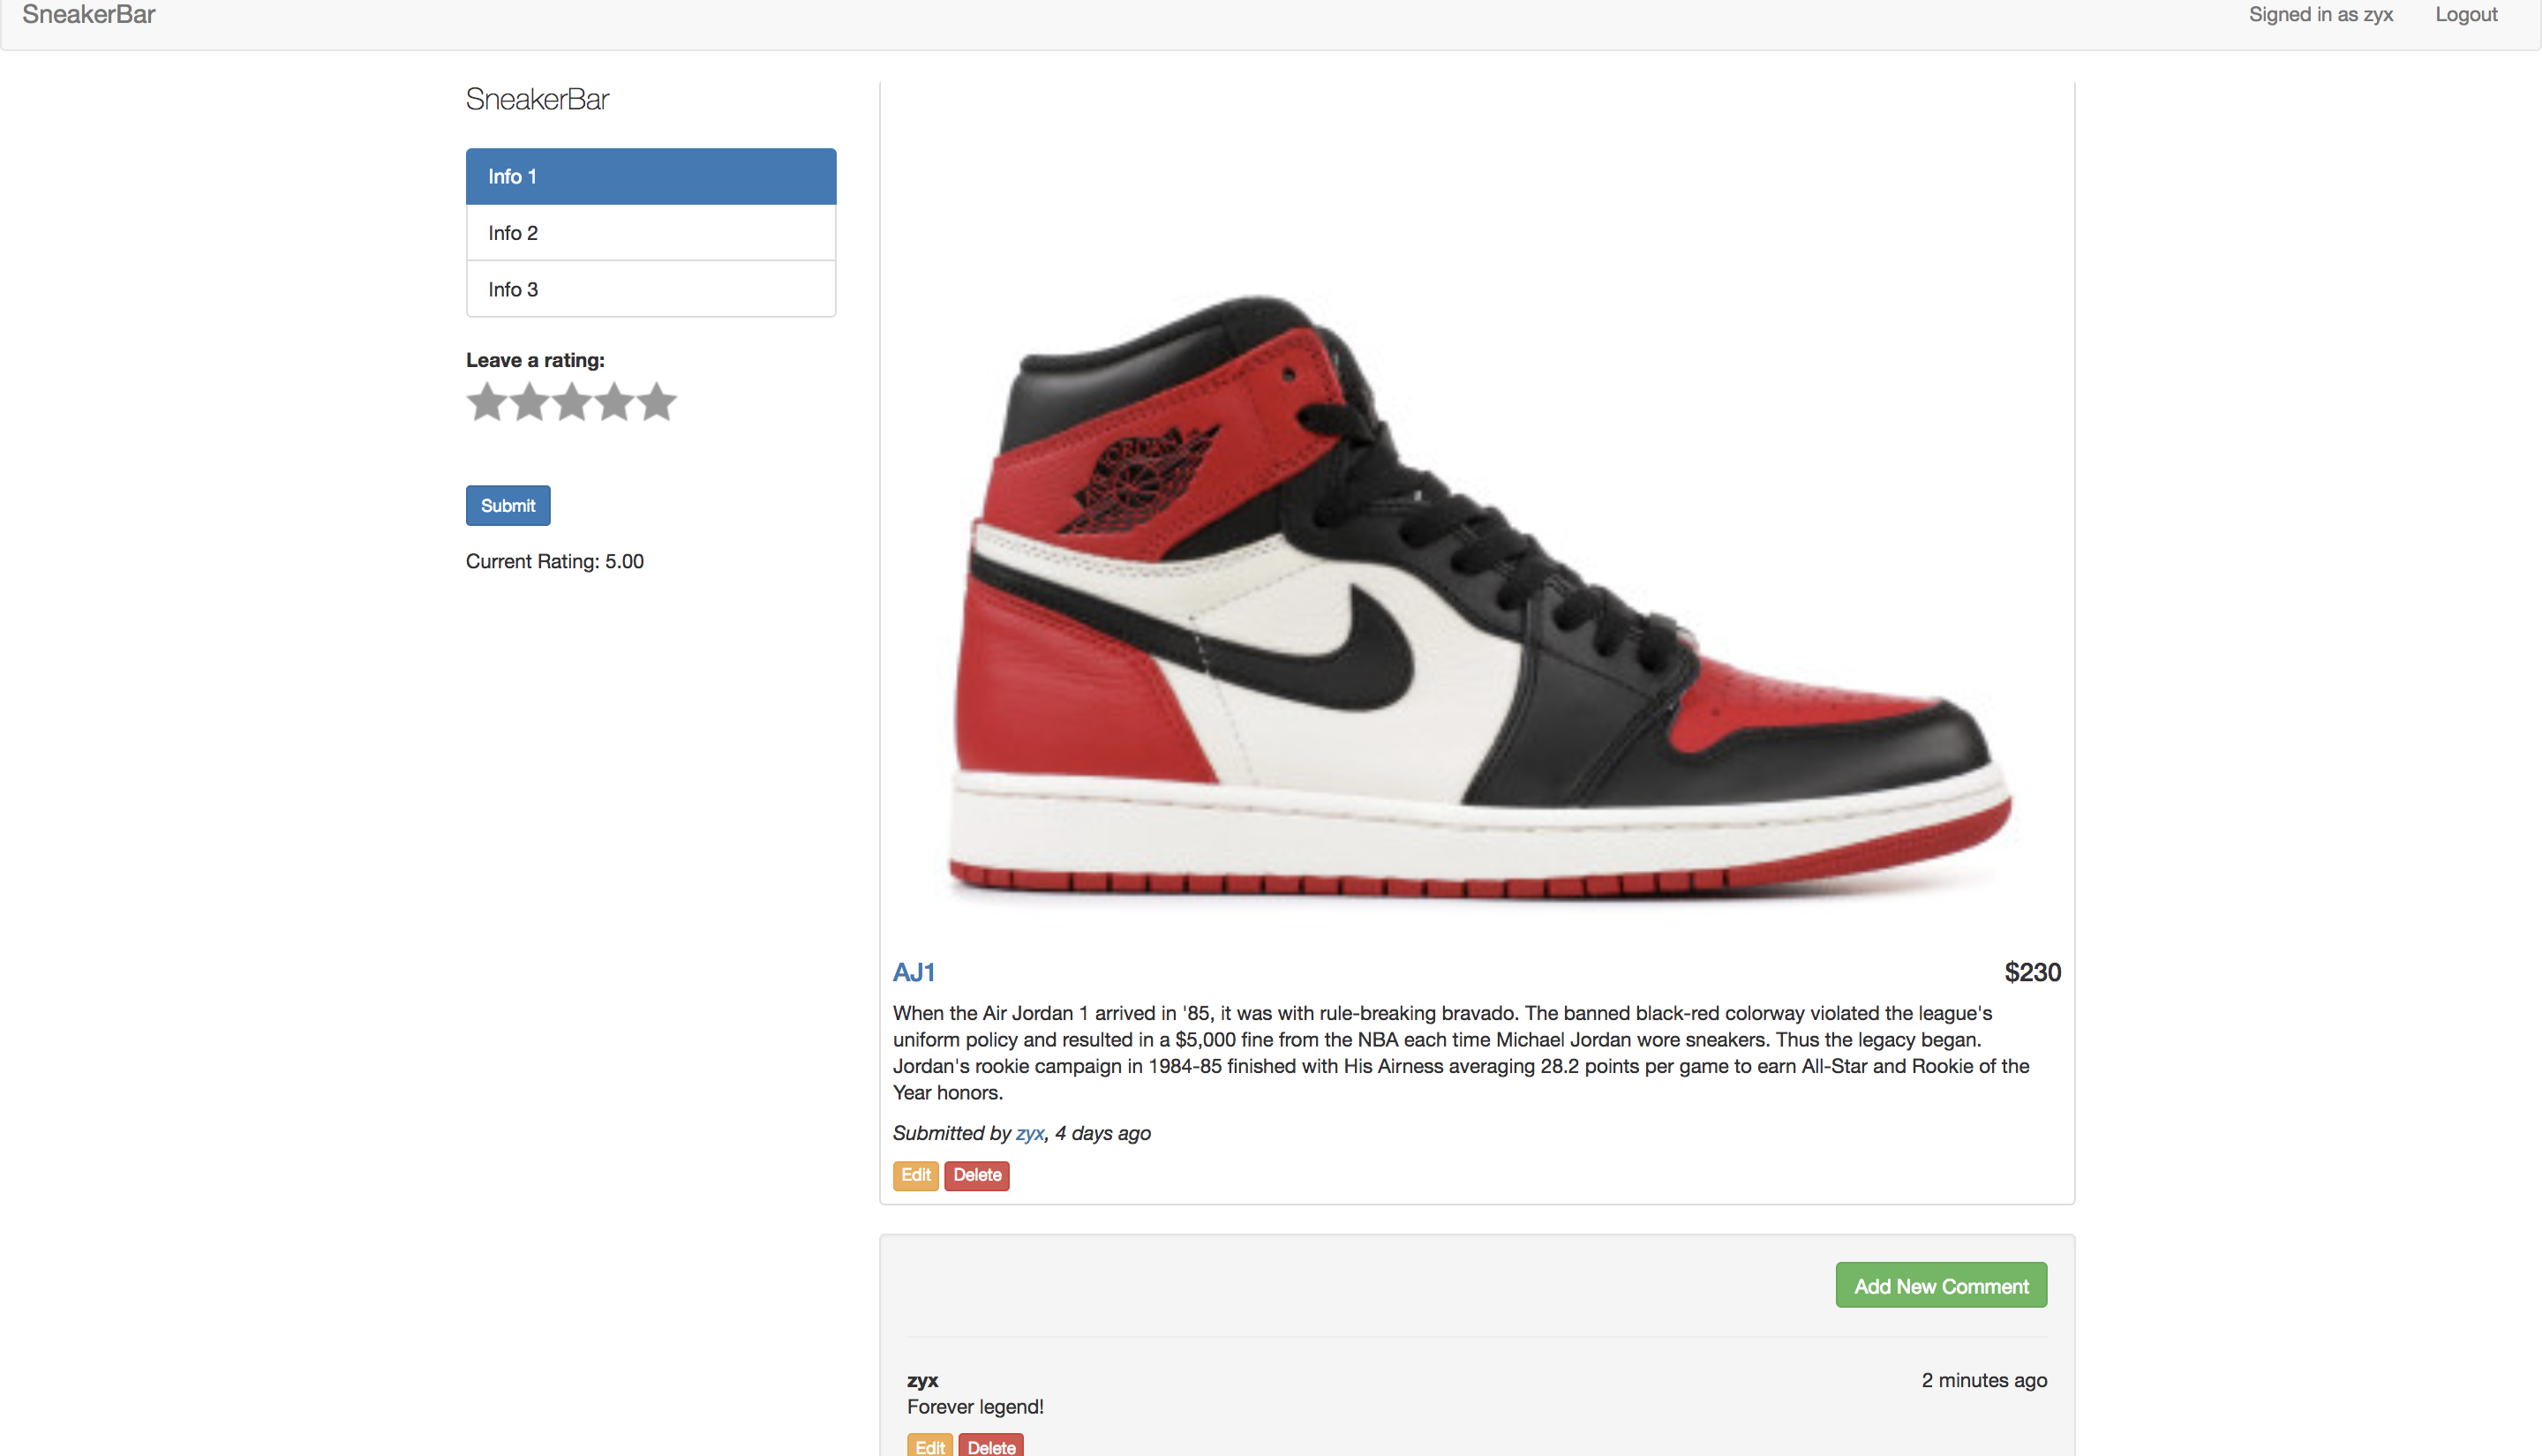 SneakerBar
Signed in as zyx
Logout
SneakerBar
Info 1
Info 2
Info 3
Leave a rating:
Submit
Current Rating: 5.00
AJ1
$230
When the Air Jordan 1 arrived in '85, it was with rule-breaking bravado. The banned black-red colorway violated the league's
uniform policy and resulted in a $5,000 fine from the NBA each time Michael Jordan wore sneakers. Thus the legacy began.
Jordan's rookie campaign in 1984-85 finished with His Airness averaging 28.2 points per game to earn All-Star and Rookie of the
Year honors.
Submitted by zyx, 4 days ago
Edit
Delete
Add New Comment
zyx
2 minutes ago
Forever legend!
Edit
Delete